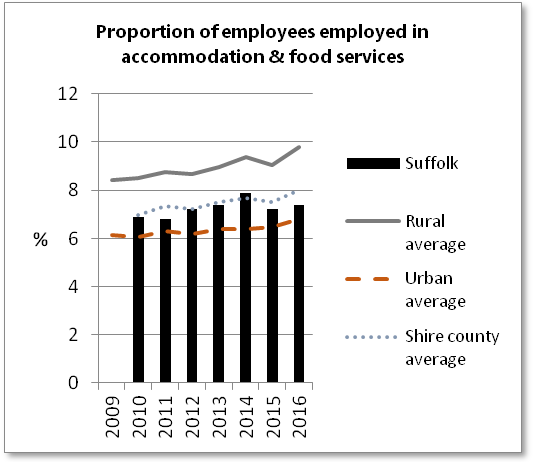 Proportion of employees employed in
accommodation & food services
12
10
8
6
4
2
0
%
2009
2010
2011
2012
2013
2014
2015
2016
Suffolk
Rural
average
Urban
average
Shire county
average